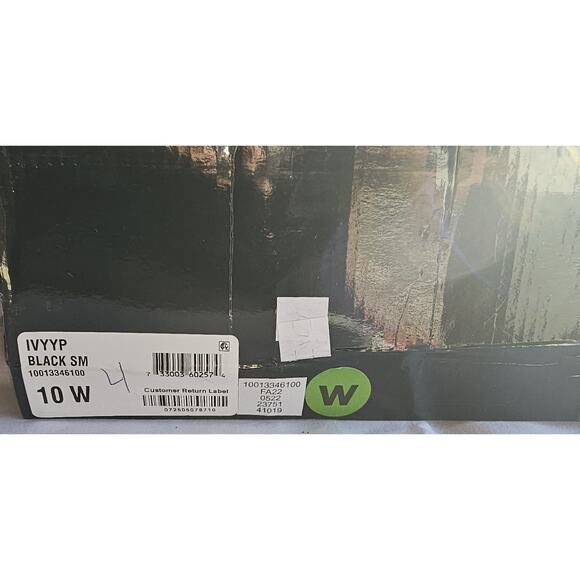 IVYYP
BLACK SM
10013346100
10 W
4
7 33003 60257 4
Customer Return Label
072505078710
10013346100
FA22
0522
23751
41019
W